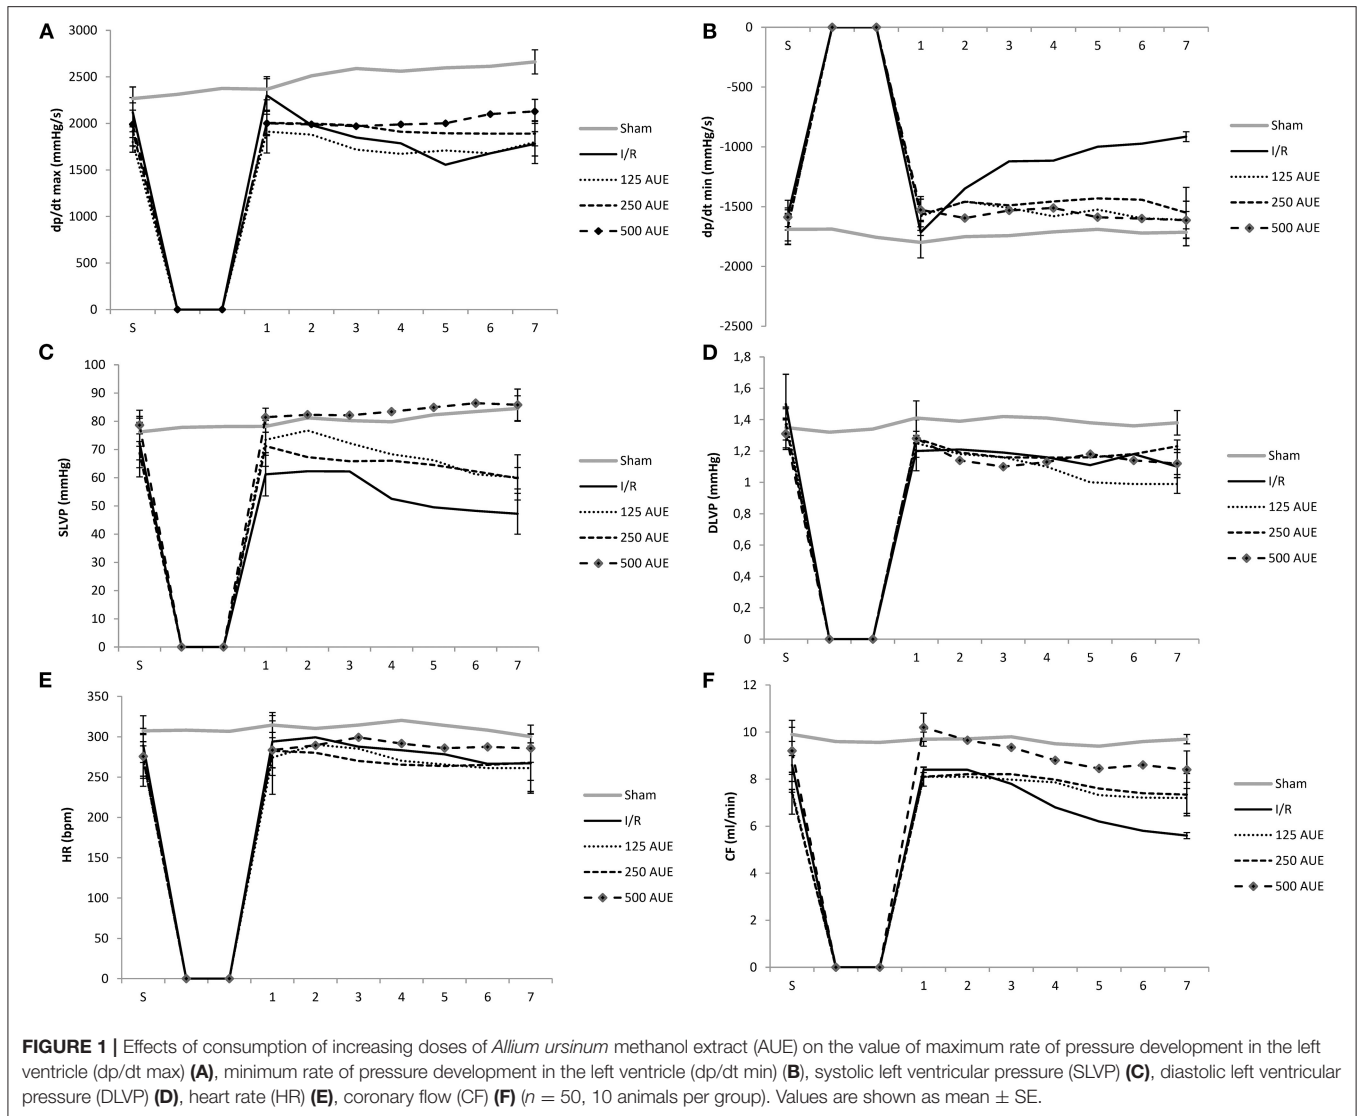 A
3000
2500
2000
1500
1000
500
0
dp/dt max (mmHg/s)
S 1 2 3 4 5 6 7
Sham
I/R
125 AUE
250 AUE
500 AUE
B
0
-500
-1000
-1500
-2000
-2500
dp/dt min (mmHg/s)
S 1 2 3 4 5 6 7
Sham
I/R
125 AUE
250 AUE
500 AUE
C
100
90
80
70
60
50
40
30
20
10
0
SLVP (mmHg)
S 1 2 3 4 5 6 7
Sham
I/R
125 AUE
250 AUE
500 AUE
D
1,8
1,6
1,4
1,2
1
0,8
0,6
0,4
0,2
0
DLVP (mmHg)
S 1 2 3 4 5 6 7
Sham
I/R
125 AUE
250 AUE
500 AUE
E
350
300
250
200
150
100
50
0
HR (bpm)
S 1 2 3 4 5 6 7
Sham
I/R
125 AUE
250 AUE
500 AUE
F
12
10
8
6
4
2
0
CF (ml/min)
S 1 2 3 4 5 6 7
Sham
I/R
125 AUE
250 AUE
500 AUE
FIGURE 1 | Effects of consumption of increasing doses of Allium ursinum methanol extract (AUE) on the value of maximum rate of pressure development in the left
ventricle (dp/dt max) (A), minimum rate of pressure development in the left ventricle (dp/dt min) (B), systolic left ventricular pressure (SLVP) (C), diastolic left ventricular
pressure (DLVP) (D), heart rate (HR) (E), coronary flow (CF) (F) (n = 50, 10 animals per group). Values are shown as mean ± SE.